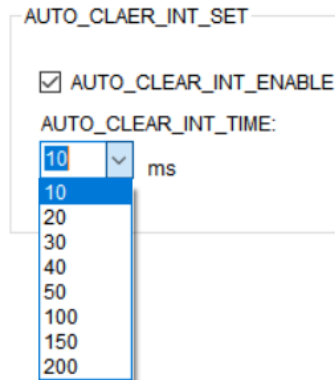 AUTO_CLAER_INT_SET
AUTO_CLEAR_INT_ENABLE
AUTO_CLEAR_INT_TIME:
10 ms
10
20
30
40
50
100
150
200